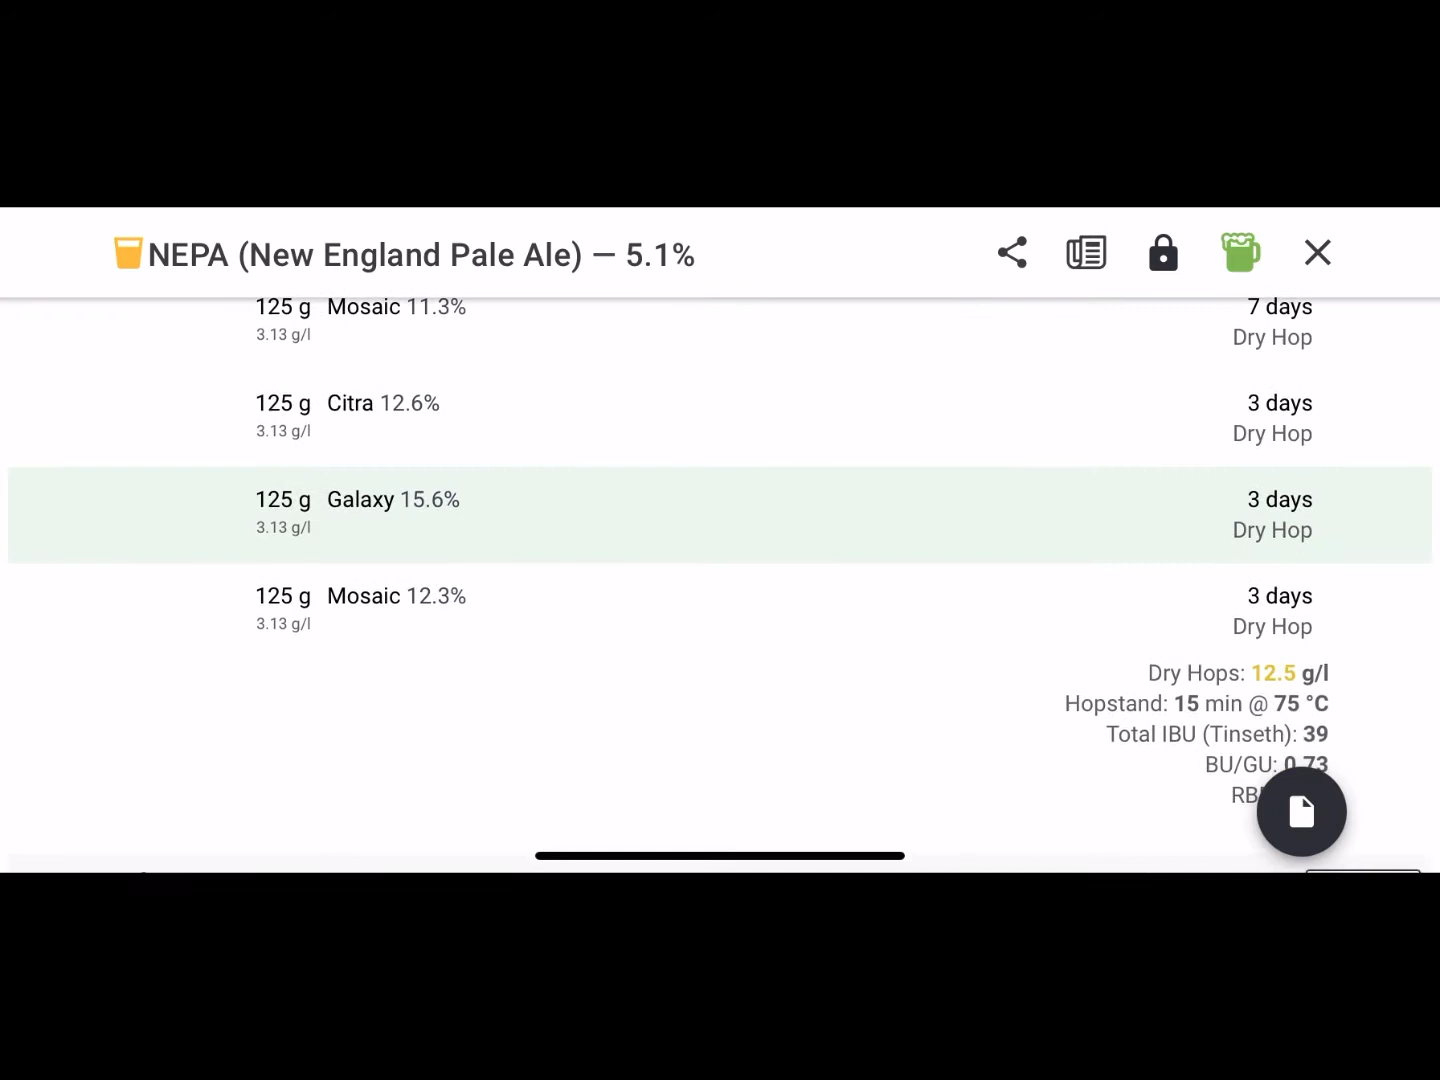 NEPA (New England Pale Ale) — 5.1%
125 g Mosaic 11.3% 7 days
3.13 g/l Dry Hop
125 g Citra 12.6% 3 days
3.13 g/l Dry Hop
125 g Galaxy 15.6% 3 days
3.13 g/l Dry Hop
125 g Mosaic 12.3% 3 days
3.13 g/l Dry Hop
Dry Hops: 12.5 g/l
Hopstand: 15 min @ 75 °C
Total IBU (Tinseth): 39
BU/GU: 0.73